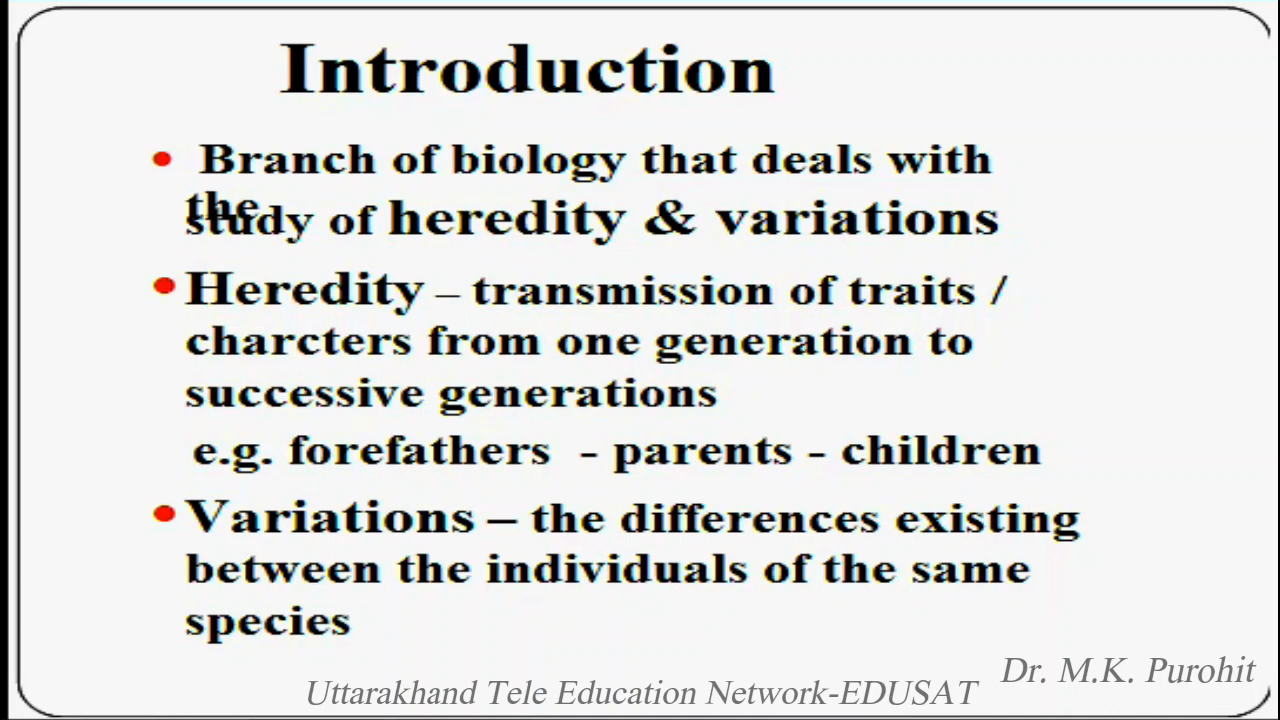 Introduction
• Branch of biology that deals with
the
study of heredity & variations
• Heredity – transmission of traits /
charcters from one generation to
successive generations
e.g. forefathers - parents - children
• Variations – the differences existing
between the individuals of the same
species
Dr. M.K. Purohit
Uttarakhand Tele Education Network-EDUSAT